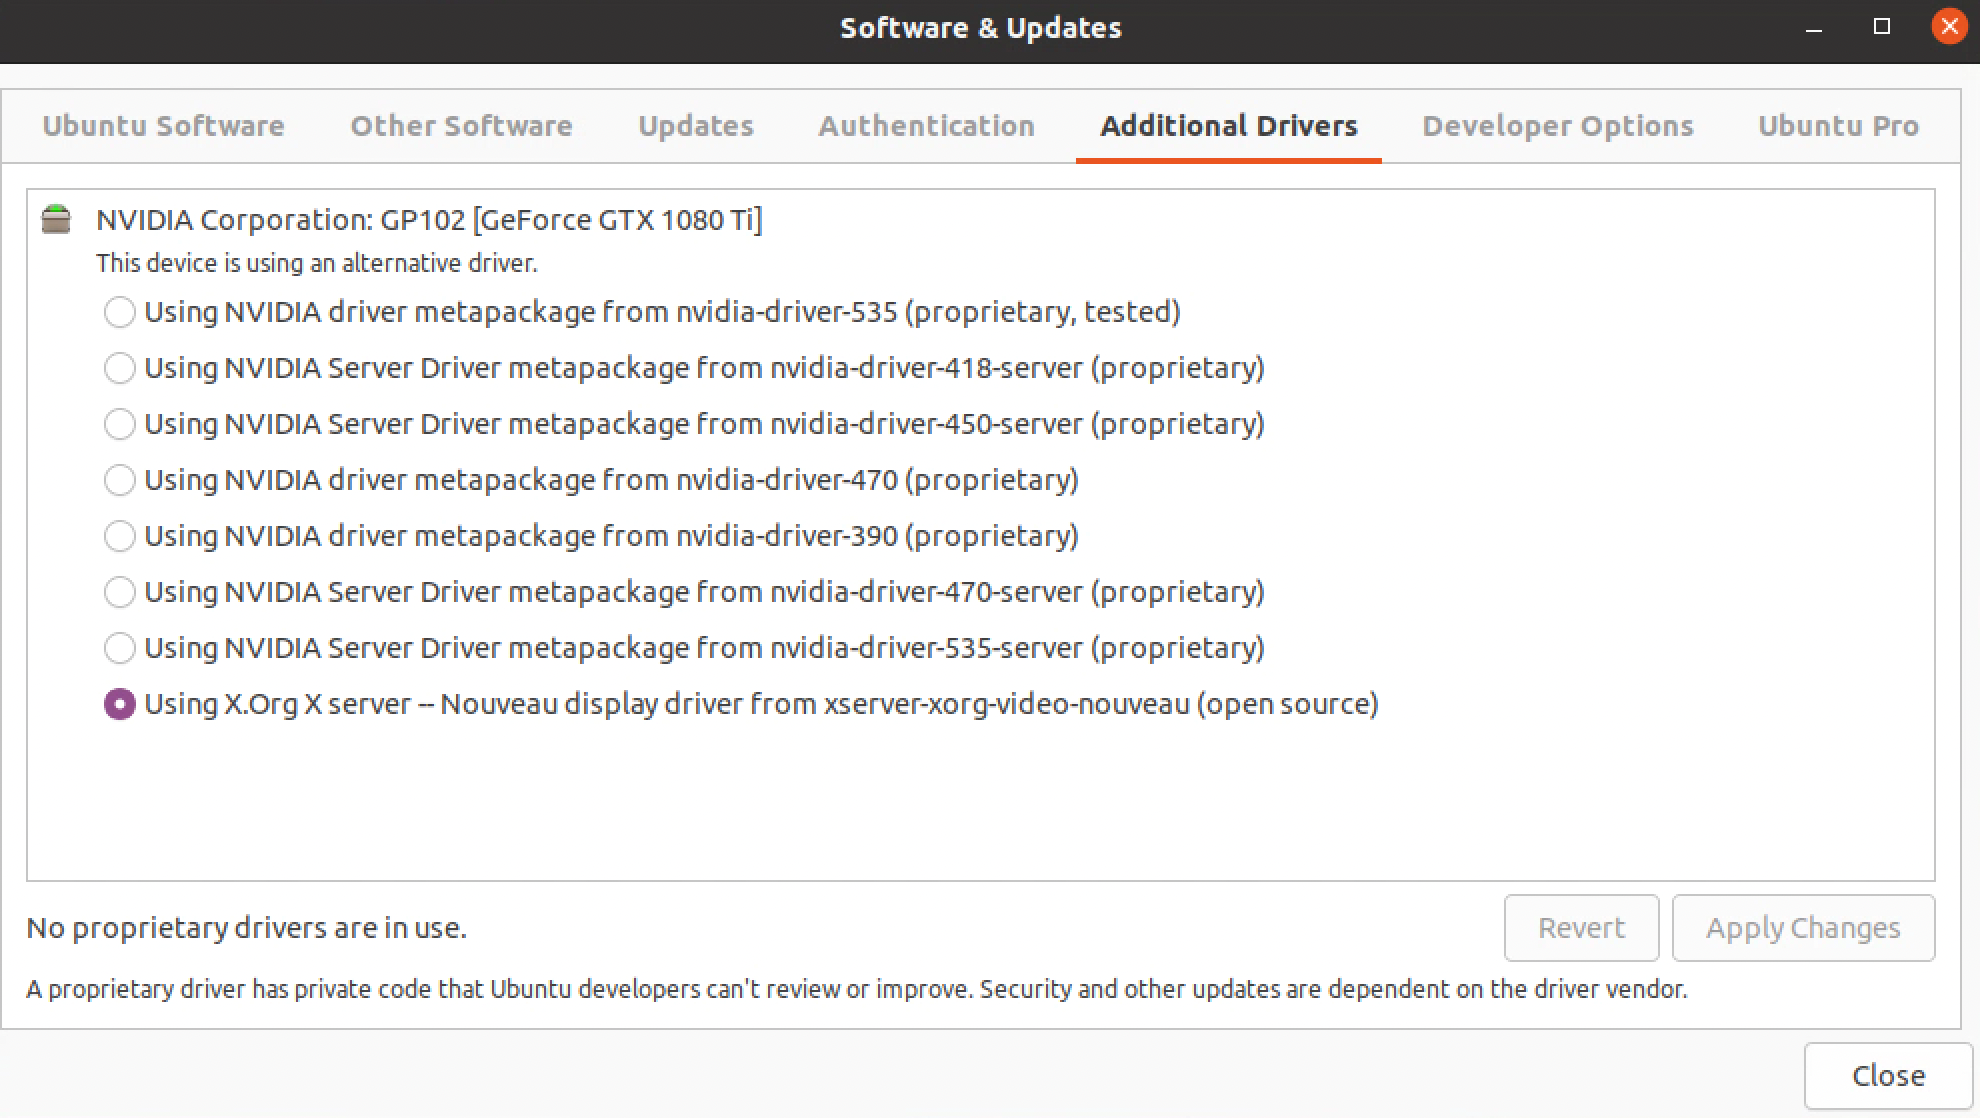 Software & Updates
Ubuntu Software Other Software Updates Authentication Additional Drivers Developer Options Ubuntu Pro
NVIDIA Corporation: GP102 [GeForce GTX 1080 Ti]
This device is using an alternative driver.
Using NVIDIA driver metapackage from nvidia-driver-535 (proprietary, tested)
Using NVIDIA Server Driver metapackage from nvidia-driver-418-server (proprietary)
Using NVIDIA Server Driver metapackage from nvidia-driver-450-server (proprietary)
Using NVIDIA driver metapackage from nvidia-driver-470 (proprietary)
Using NVIDIA driver metapackage from nvidia-driver-390 (proprietary)
Using NVIDIA Server Driver metapackage from nvidia-driver-470-server (proprietary)
Using NVIDIA Server Driver metapackage from nvidia-driver-535-server (proprietary)
Using X.Org X server -- Nouveau display driver from xserver-xorg-video-nouveau (open source)
No proprietary drivers are in use.
Revert Apply Changes
A proprietary driver has private code that Ubuntu developers can't review or improve. Security and other updates are dependent on the driver vendor.
Close